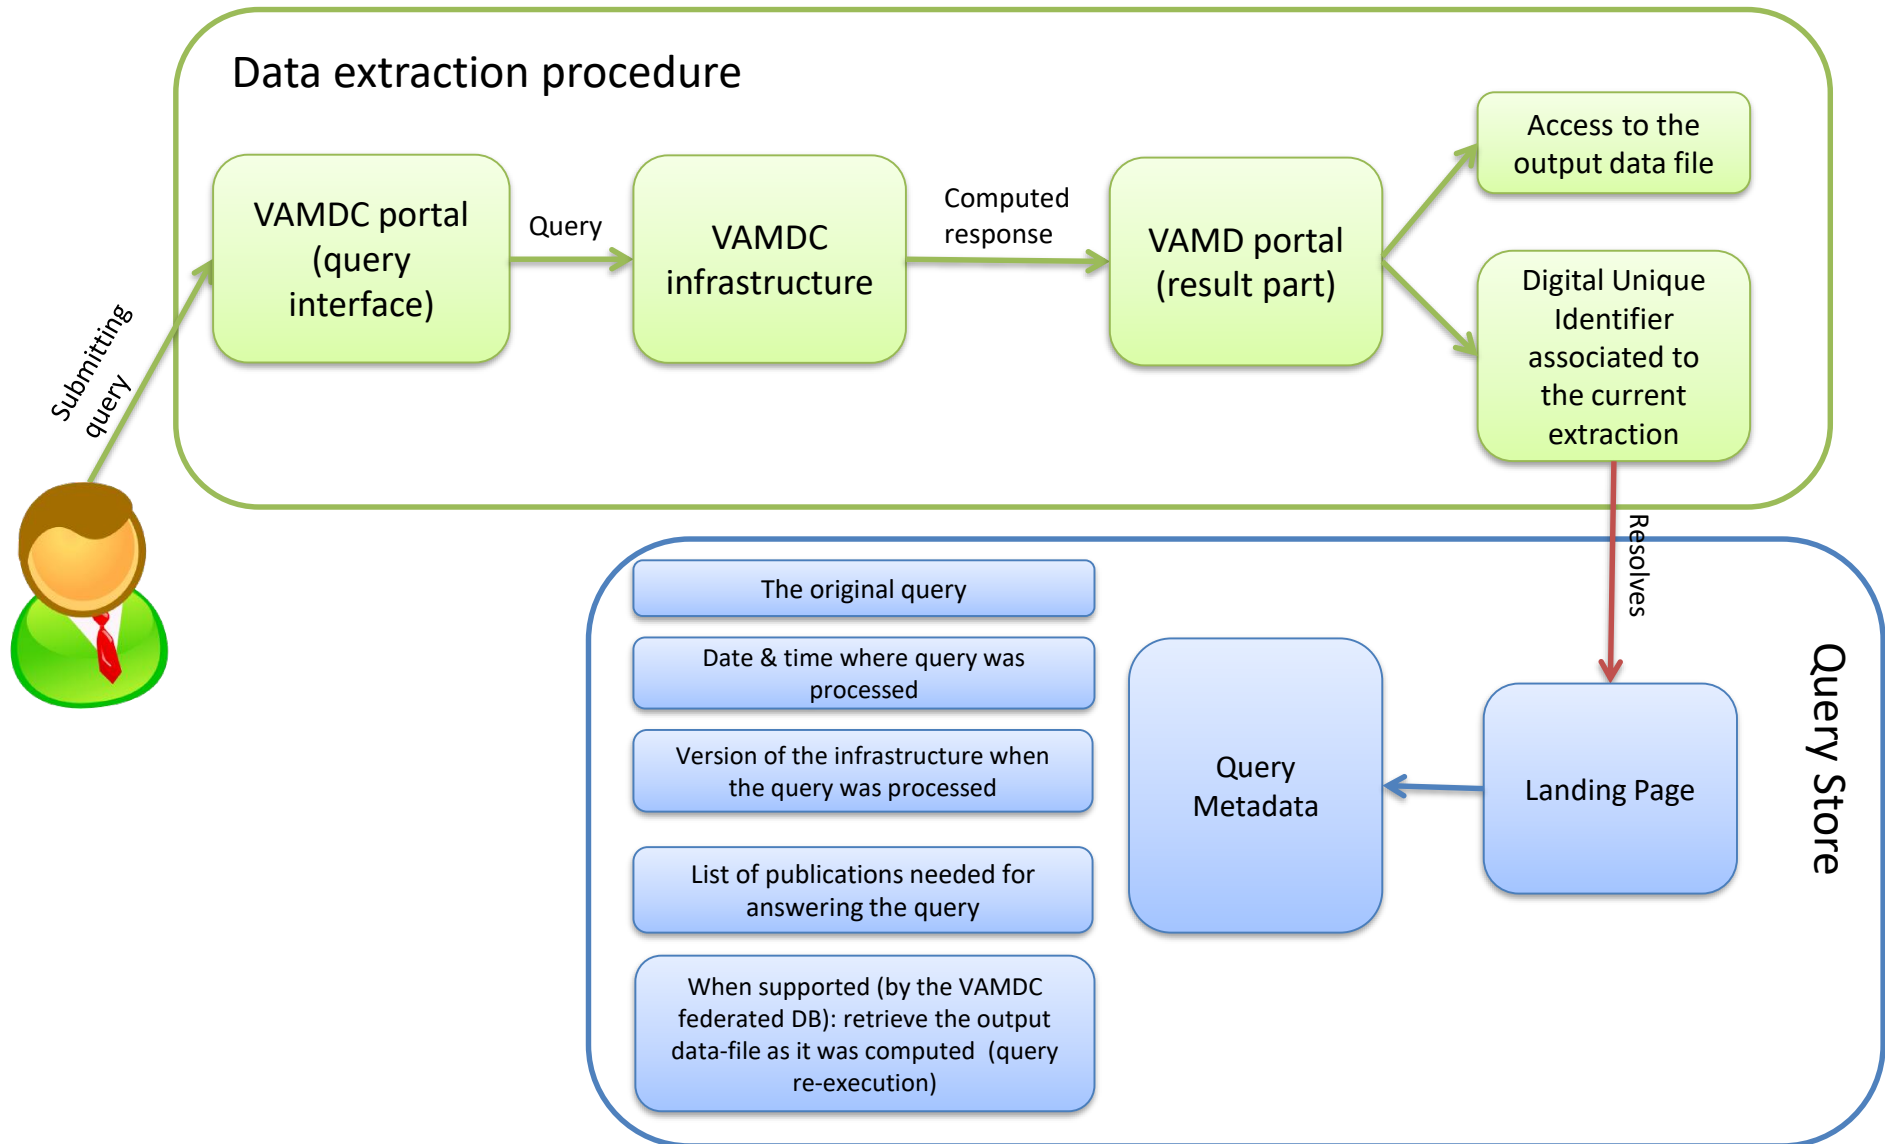 Data extraction procedure
Submitting
query
VAMDC portal
(query
interface)
Query
VAMDC
infrastructure
Computed
response
VAMD portal
(result part)
Access to the
output data file
Digital Unique
Identifier
associated to
the current
extraction
Resolves
Query Store
Landing Page
Query
Metadata
The original query
Date & time where query was
processed
Version of the infrastructure when
the query was processed
List of publications needed for
answering the query
When supported (by the VAMDC
federated DB): retrieve the output
data-file as it was computed (query
re-execution)